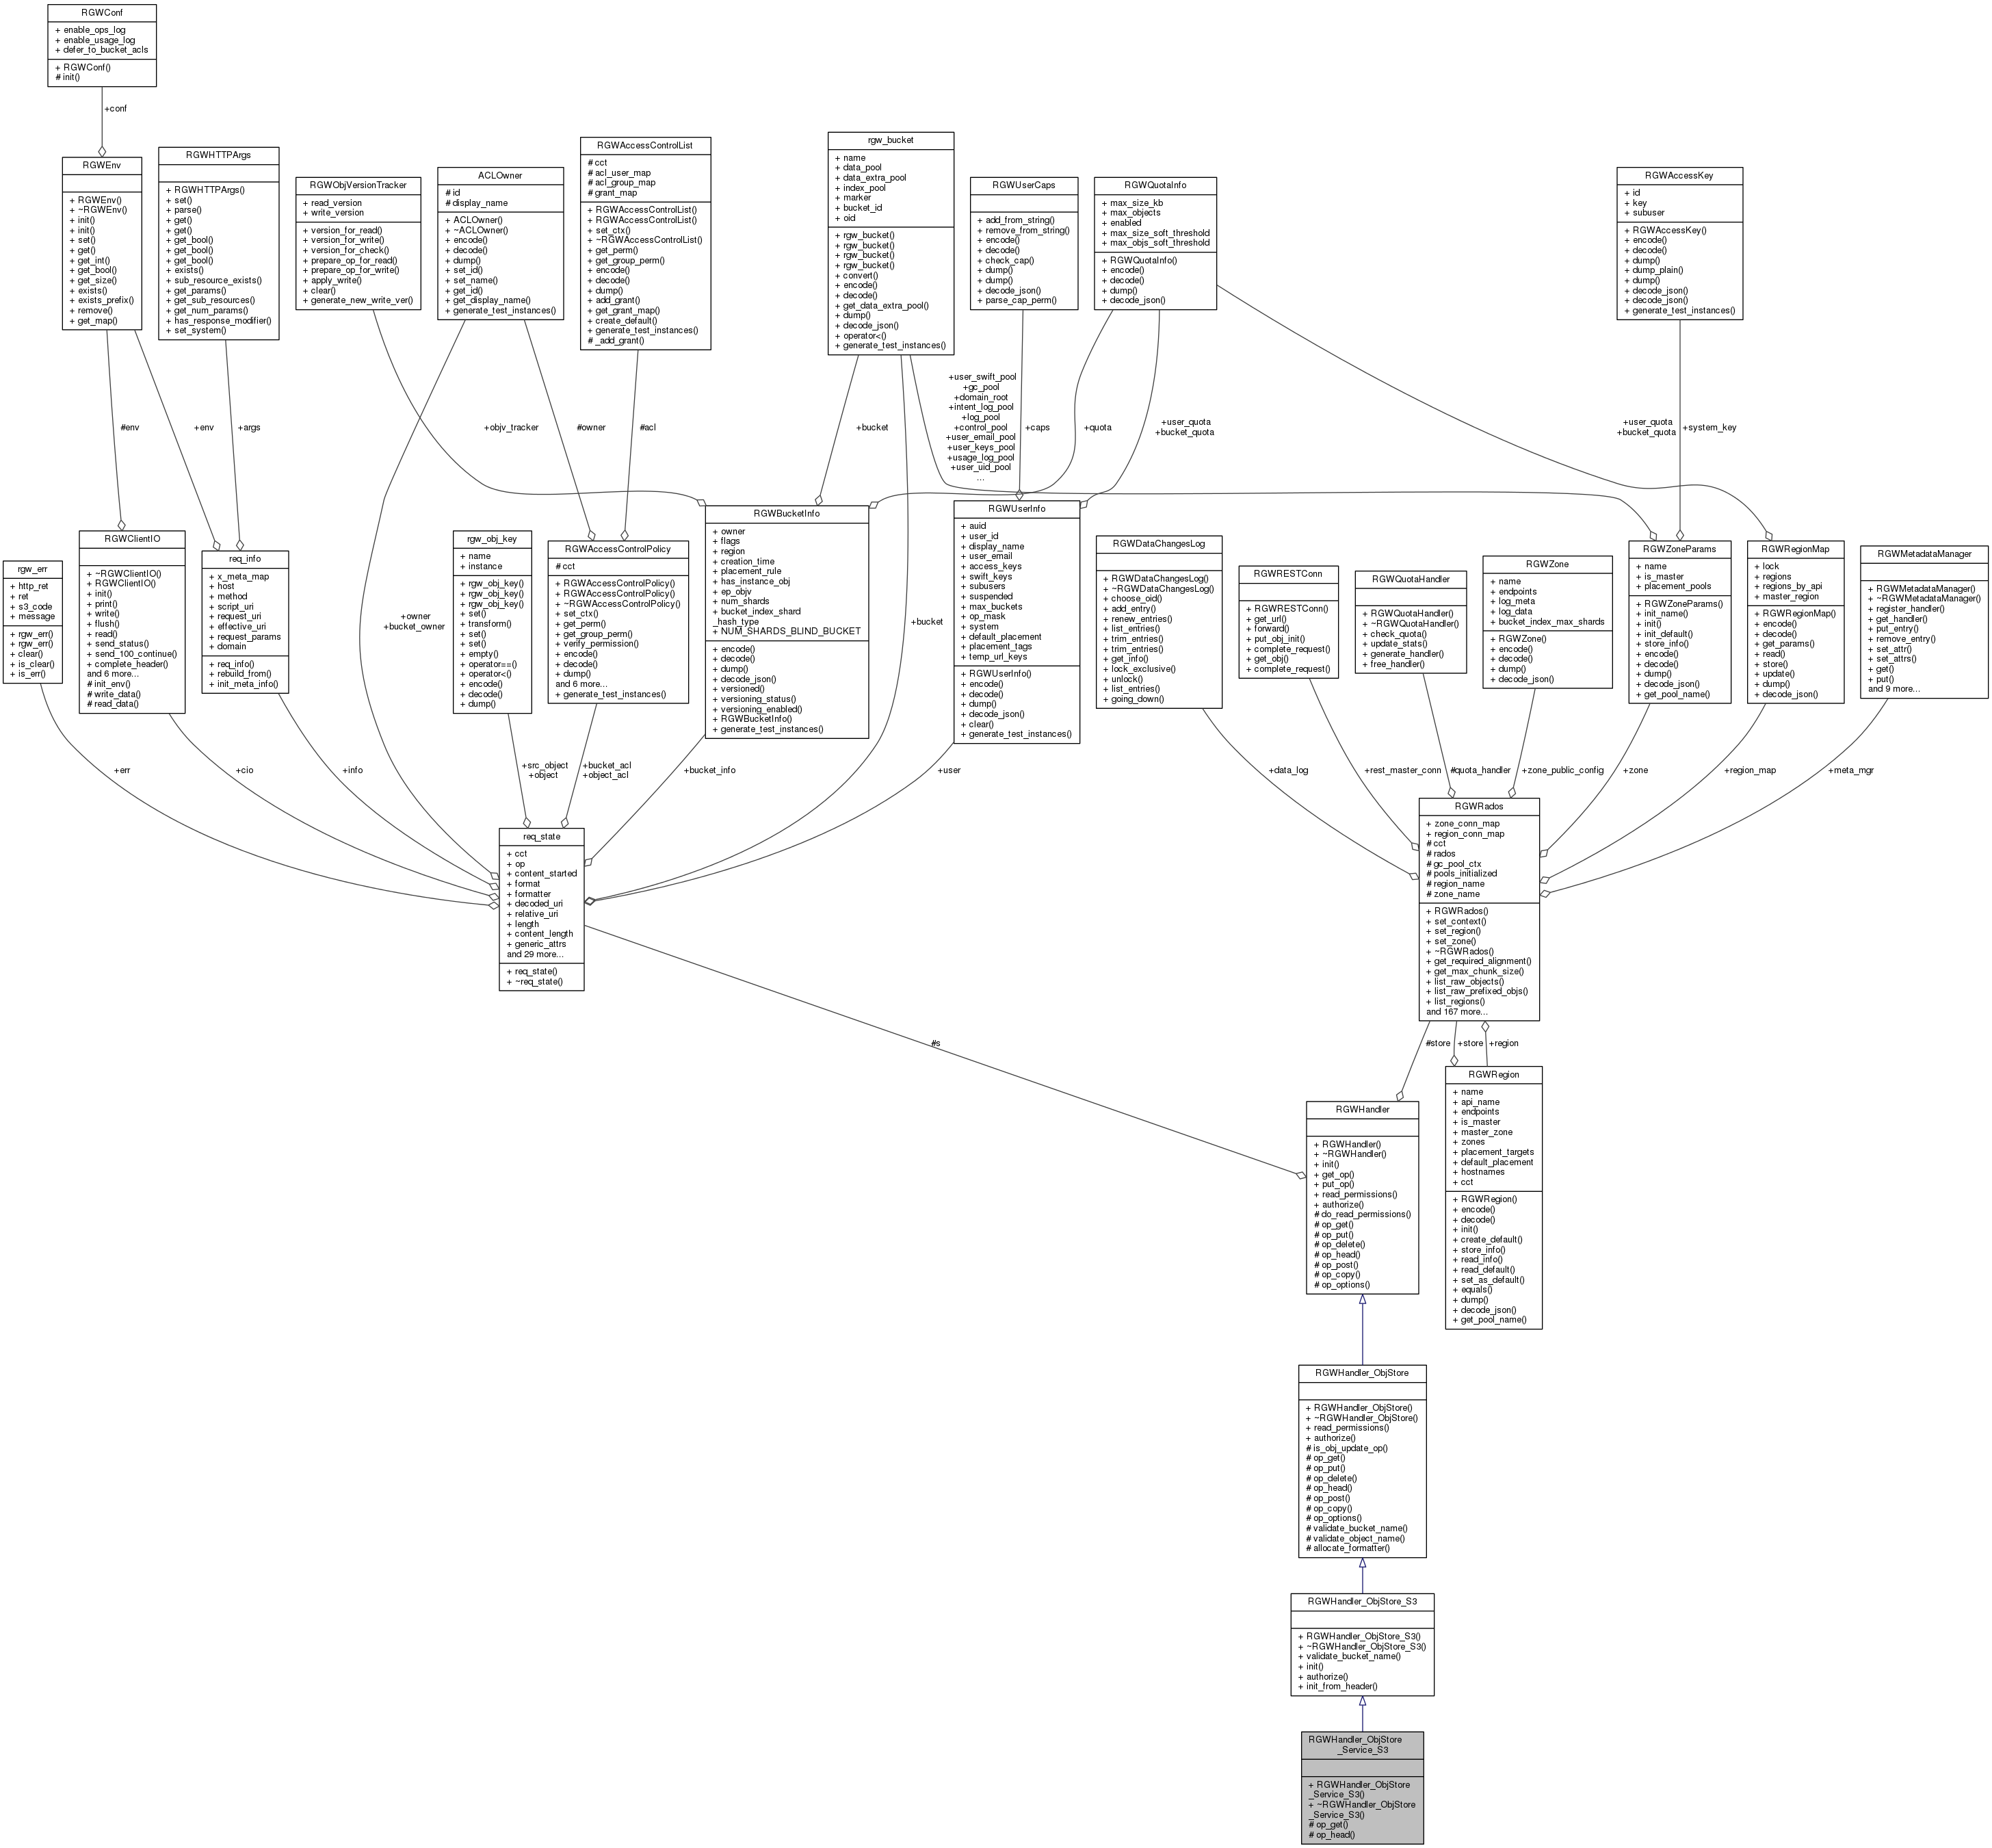 RGWConf
+ enable_ops_log
+ enable_usage_log
+ defer_to_bucket_acls
+ RGWConf()
# init()
+conf
RGWEnv
+ RGWEnv()
+ ~RGWEnv()
+ init()
+ init()
+ set()
+ get()
+ get_int()
+ get_bool()
+ get_size()
+ exists()
+ exists_prefix()
+ remove()
+ get_map()
RGWHTTPArgs
+ RGWHTTPArgs()
+ set()
+ parse()
+ get()
+ get()
+ get_bool()
+ get_bool()
+ get_bool()
+ exists()
+ sub_resource_exists()
+ get_params()
+ get_sub_resources()
+ get_num_params()
+ has_response_modifier()
+ set_system()
RGWObjVersionTracker
+ read_version
+ write_version
+ version_for_read()
+ version_for_write()
+ version_for_check()
+ prepare_op_for_read()
+ prepare_op_for_write()
+ apply_write()
+ clear()
+ generate_new_write_ver()
ACLOwner
# id
# display_name
+ ACLOwner()
+ ~ACLOwner()
+ encode()
+ decode()
+ dump()
+ set_id()
+ set_name()
+ get_id()
+ get_display_name()
+ generate_test_instances()
RGWAccessControlList
# cct
# acl_user_map
# acl_group_map
# grant_map
+ RGWAccessControlList()
+ RGWAccessControlList()
+ set_ctx()
+ ~RGWAccessControlList()
+ get_perm()
+ get_group_perm()
+ encode()
+ decode()
+ dump()
+ add_grant()
+ get_grant_map()
+ create_default()
+ generate_test_instances()
# _add_grant()
rgw_bucket
+ name
+ data_pool
+ data_extra_pool
+ index_pool
+ marker
+ bucket_id
+ oid
+ rgw_bucket()
+ rgw_bucket()
+ rgw_bucket()
+ rgw_bucket()
+ convert()
+ encode()
+ decode()
+ get_data_extra_pool()
+ dump()
+ decode_json()
+ operator<()
+ generate_test_instances()
RGWUserCaps
+ add_from_string()
+ remove_from_string()
+ encode()
+ decode()
+ check_cap()
+ dump()
+ dump()
+ decode_json()
+ parse_cap_perm()
RGWQuotaInfo
+ max_size_kb
+ max_objects
+ enabled
+ max_size_soft_threshold
+ max_objs_soft_threshold
+ RGWQuotaInfo()
+ encode()
+ decode()
+ dump()
+ decode_json()
RGWAccessKey
+ id
+ key
+ subuser
+ RGWAccessKey()
+ encode()
+ decode()
+ dump()
+ dump_plain()
+ dump()
+ decode_json()
+ decode_json()
+ generate_test_instances()
#env
+env
+args
+objv_tracker
#owner
#acl
+bucket
+user_swift_pool
+gc_pool
+domain_root
+intent_log_pool
+log_pool
+control_pool
+user_email_pool
+user_keys_pool
+usage_log_pool
+user_uid_pool
...
+caps
+quota
+user_quota
+bucket_quota
+user_quota
+bucket_quota
+system_key
rgw_err
+ http_ret
+ ret
+ s3_code
+ message
+ rgw_err()
+ rgw_err()
+ clear()
+ is_clear()
+ is_err()
RGWClientIO
+ ~RGWClientIO()
+ RGWClientIO()
+ init()
+ print()
+ write()
+ flush()
+ read()
+ send_status()
+ send_100_continue()
+ complete_header()
and 6 more...
# init_env()
# write_data()
# read_data()
req_info
+ x_meta_map
+ host
+ method
+ script_uri
+ request_uri
+ effective_uri
+ request_params
+ domain
+ req_info()
+ rebuild_from()
+ init_meta_info()
+owner
+bucket_owner
rgw_obj_key
+ name
+ instance
+ rgw_obj_key()
+ rgw_obj_key()
+ rgw_obj_key()
+ set()
+ transform()
+ set()
+ set()
+ empty()
+ operator==()
+ operator<()
+ encode()
+ decode()
+ dump()
RGWAccessControlPolicy
# cct
+ RGWAccessControlPolicy()
+ RGWAccessControlPolicy()
+ ~RGWAccessControlPolicy()
+ set_ctx()
+ get_perm()
+ get_group_perm()
+ verify_permission()
+ encode()
+ decode()
+ dump()
and 6 more...
+ generate_test_instances()
RGWBucketInfo
+ owner
+ flags
+ region
+ creation_time
+ placement_rule
+ has_instance_obj
+ ep_objv
+ num_shards
+ bucket_index_shard
_hash_type
+ NUM_SHARDS_BLIND_BUCKET
+ encode()
+ decode()
+ dump()
+ decode_json()
+ versioned()
+ versioning_status()
+ versioning_enabled()
+ RGWBucketInfo()
+ generate_test_instances()
+bucket
RGWUserInfo
+ auid
+ user_id
+ display_name
+ user_email
+ access_keys
+ swift_keys
+ subusers
+ suspended
+ max_buckets
+ op_mask
+ system
+ default_placement
+ placement_tags
+ temp_url_keys
+ RGWUserInfo()
+ encode()
+ decode()
+ dump()
+ decode_json()
+ clear()
+ generate_test_instances()
RGWDataChangesLog
+ RGWDataChangesLog()
+ ~RGWDataChangesLog()
+ choose_oid()
+ add_entry()
+ renew_entries()
+ list_entries()
+ trim_entries()
+ trim_entries()
+ get_info()
+ lock_exclusive()
+ unlock()
+ list_entries()
+ going_down()
RGWRESTConn
+ RGWRESTConn()
+ get_url()
+ forward()
+ put_obj_init()
+ complete_request()
+ get_obj()
+ complete_request()
RGWQuotaHandler
+ RGWQuotaHandler()
+ ~RGWQuotaHandler()
+ check_quota()
+ update_stats()
+ generate_handler()
+ free_handler()
RGWZone
+ name
+ endpoints
+ log_meta
+ log_data
+ bucket_index_max_shards
+ RGWZone()
+ encode()
+ decode()
+ dump()
+ decode_json()
RGWZoneParams
+ name
+ is_master
+ placement_pools
+ RGWZoneParams()
+ init_name()
+ init()
+ init_default()
+ store_info()
+ encode()
+ decode()
+ dump()
+ decode_json()
+ get_pool_name()
RGWRegionMap
+ lock
+ regions
+ regions_by_api
+ master_region
+ RGWRegionMap()
+ encode()
+ decode()
+ get_params()
+ read()
+ store()
+ update()
+ dump()
+ decode_json()
RGWMetadataManager
+ RGWMetadataManager()
+ ~RGWMetadataManager()
+ register_handler()
+ get_handler()
+ put_entry()
+ remove_entry()
+ set_attr()
+ set_attrs()
+ get()
+ put()
and 9 more...
+err
+cio
+info
+src_object
+object
+bucket_acl
+object_acl
+bucket_info
+user
+data_log
+rest_master_conn
#quota_handler
+zone_public_config
+zone
+region_map
+meta_mgr
req_state
+ cct
+ op
+ content_started
+ format
+ formatter
+ decoded_uri
+ relative_uri
+ length
+ content_length
+ generic_attrs
and 29 more...
+ req_state()
+ ~req_state()
RGWRados
+ zone_conn_map
+ region_conn_map
# cct
# rados
# gc_pool_ctx
# pools_initialized
# region_name
# zone_name
+ RGWRados()
+ set_context()
+ set_region()
+ set_zone()
+ ~RGWRados()
+ get_required_alignment()
+ get_max_chunk_size()
+ list_raw_objects()
+ list_raw_prefixed_objs()
+ list_regions()
and 167 more...
#s
#store
+store
+region
RGWHandler
+ RGWHandler()
+ ~RGWHandler()
+ init()
+ get_op()
+ put_op()
+ read_permissions()
+ authorize()
# do_read_permissions()
# op_get()
# op_put()
# op_delete()
# op_head()
# op_post()
# op_copy()
# op_options()
RGWRegion
+ name
+ api_name
+ endpoints
+ is_master
+ master_zone
+ zones
+ placement_targets
+ default_placement
+ hostnames
+ cct
+ RGWRegion()
+ encode()
+ decode()
+ init()
+ create_default()
+ store_info()
+ read_info()
+ read_default()
+ set_as_default()
+ equals()
+ dump()
+ decode_json()
+ get_pool_name()
RGWHandler_ObjStore
+ RGWHandler_ObjStore()
+ ~RGWHandler_ObjStore()
+ read_permissions()
+ authorize()
# is_obj_update_op()
# op_get()
# op_put()
# op_delete()
# op_head()
# op_post()
# op_copy()
# op_options()
# validate_bucket_name()
# validate_object_name()
# allocate_formatter()
RGWHandler_ObjStore_S3
+ RGWHandler_ObjStore_S3()
+ ~RGWHandler_ObjStore_S3()
+ validate_bucket_name()
+ init()
+ authorize()
+ init_from_header()
RGWHandler_ObjStore
_Service_S3
+ RGWHandler_ObjStore
_Service_S3()
+ ~RGWHandler_ObjStore
_Service_S3()
# op_get()
# op_head()